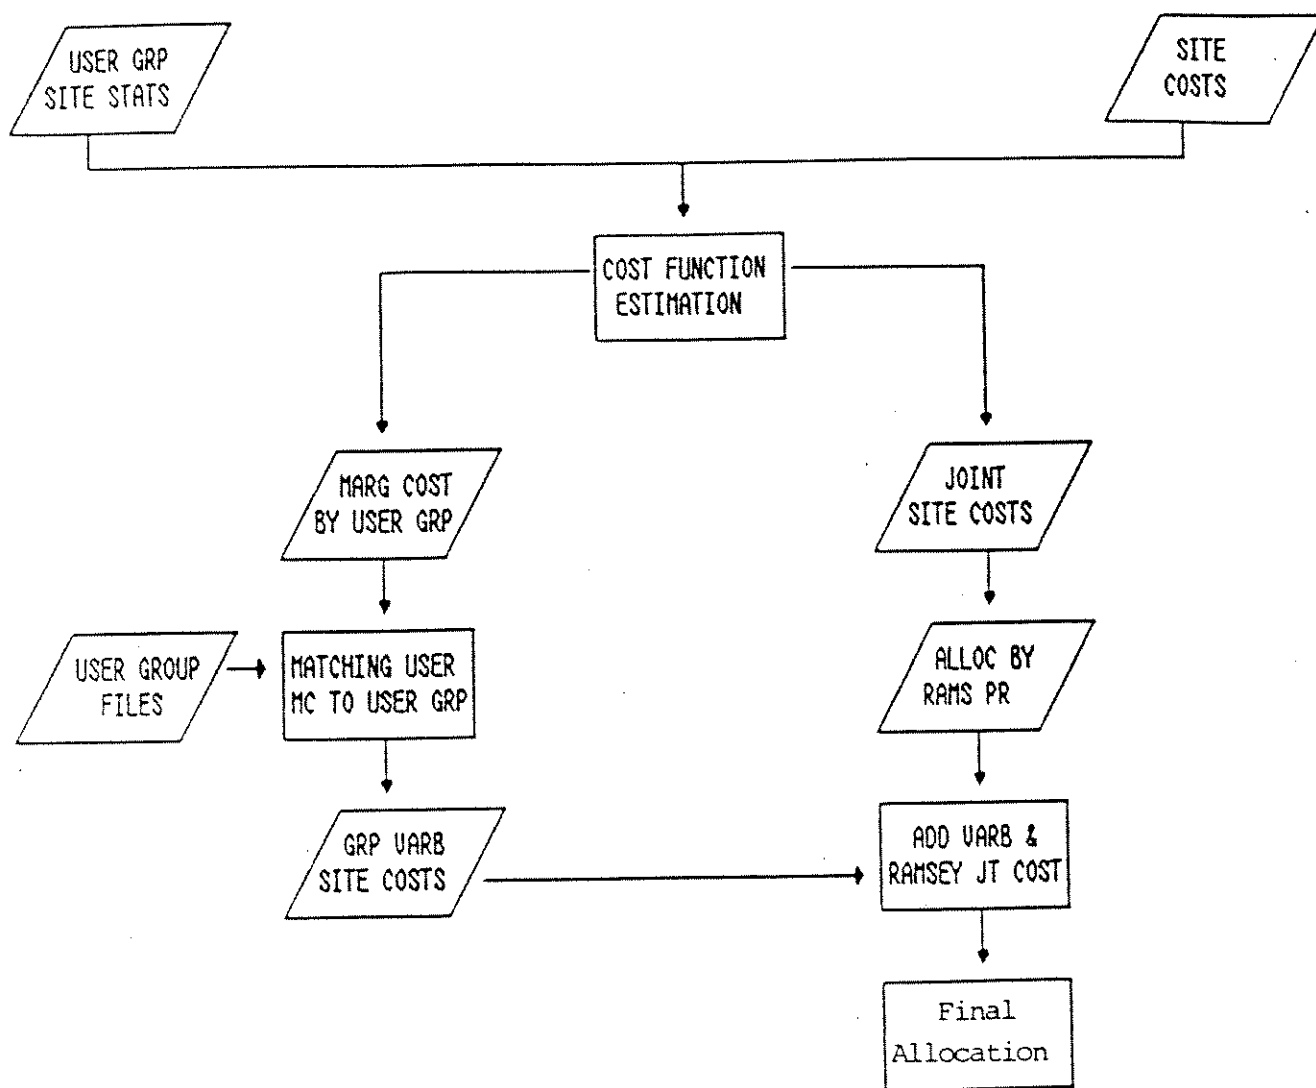 USER GRP
SITE STATS
SITE
COSTS
COST FUNCTION
ESTIMATION
MARG COST
BY USER GRP
JOINT
SITE COSTS
USER GROUP
FILES
MATCHING USER
MC TO USER GRP
ALLOC BY
RAMS PR
GRP VARB
SITE COSTS
ADD VARB &
RAMSEY JT COST
Final
Allocation